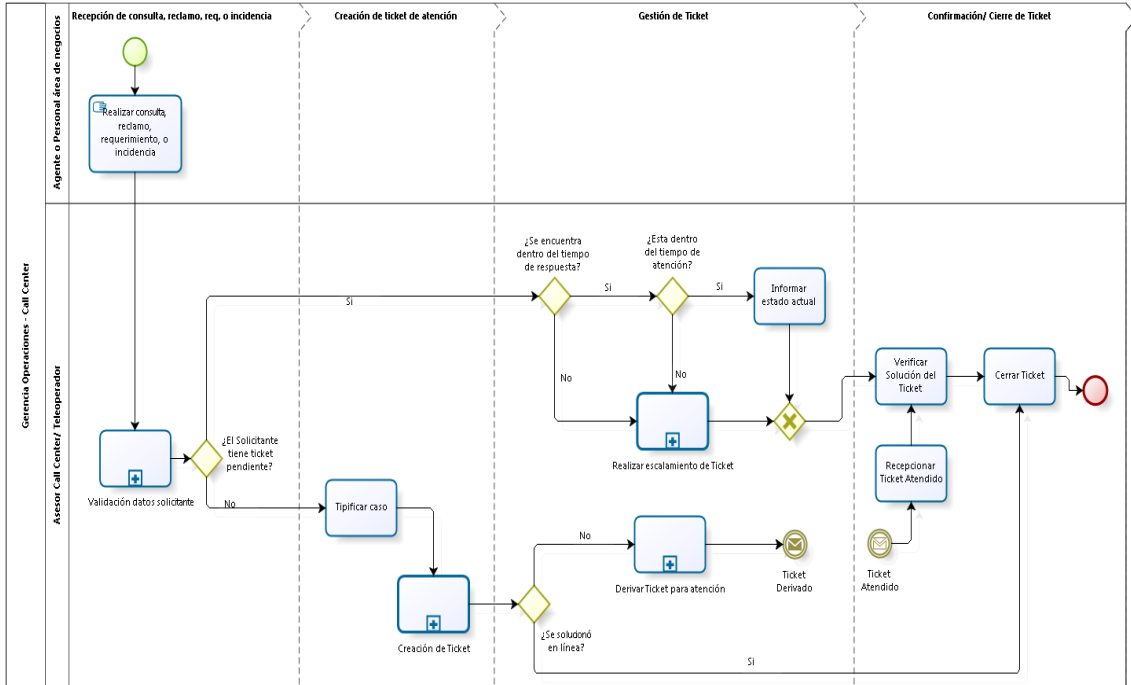 Recepción de consulta, reclamo, req, o incidencia
Creación de ticket de atención
Gestión de Ticket
Confirmación/ Cierre de Ticket
Gerencia Operaciones - Call Center
Agente o Personal área de negocios
Realizar consulta,
reclamo,
requerimiento, o
incidencia
Asesor Call Center/ Teleoperador
¿Se encuentra
dentro del tiempo
de respuesta?
¿Esta dentro
del tiempo de
atención?
Si
Si
Si
Informar
estado actual
No
No
Realizar escalamiento de Ticket
Verificar
Solución del
Ticket
Cerrar Ticket
¿El Solicitante
tiene ticket
pendiente?
Validación datos solicitante
No
Tipificar caso
Recepcionar
Ticket Atendido
No
Derivar Ticket para atención
Ticket
Derivado
Ticket
Atendido
Creación de Ticket
¿Se soludonó
en línea?
Si